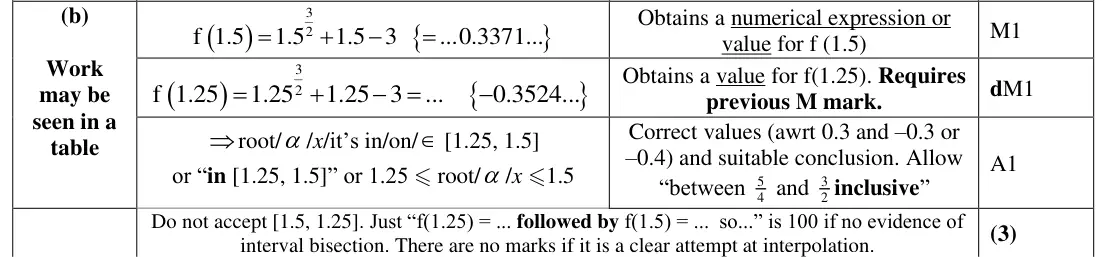 (b)
Work
may be
seen in a
table
f (1.5) = 1.5^{3/2} + 1.5 − 3 {= ...0.3371...}
Obtains a numerical expression or
value for f (1.5)
M1
f (1.25) = 1.25^{3/2} + 1.25 − 3 = ... {−0.3524...}
Obtains a value for f(1.25). Requires
previous M mark.
dM1
⇒ root/ α /x/it’s in/on/∈ [1.25, 1.5]
or “in [1.25, 1.5]” or 1.25 ⩽ root/ α /x ⩽ 1.5
Correct values (awrt 0.3 and –0.3 or
–0.4) and suitable conclusion. Allow
“between 5/4 and 3/2 inclusive”
A1
Do not accept [1.5, 1.25]. Just “f(1.25) = ... followed by f(1.5) = ... so...” is 100 if no evidence of
interval bisection. There are no marks if it is a clear attempt at interpolation.
(3)